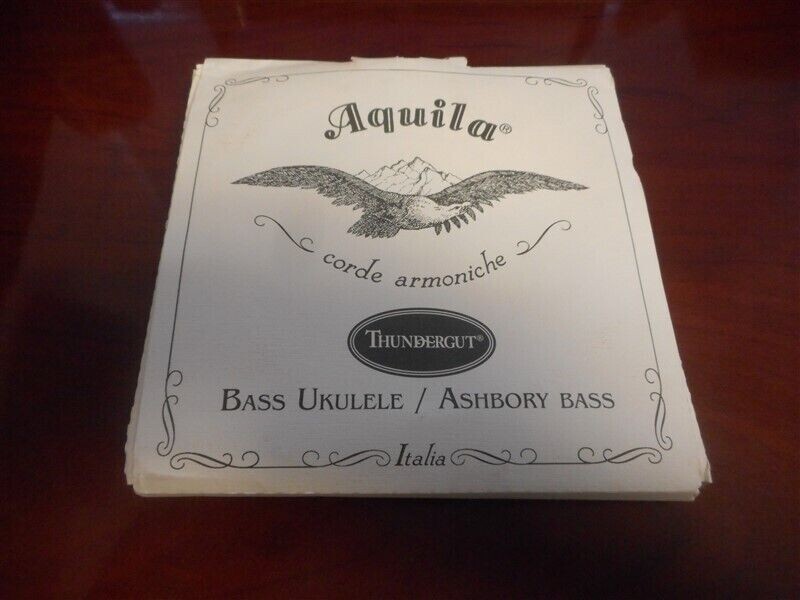 Aquila®
corde armoniche
THUNDERGUT®
BASS UKULELE / ASHBORY BASS
Italia